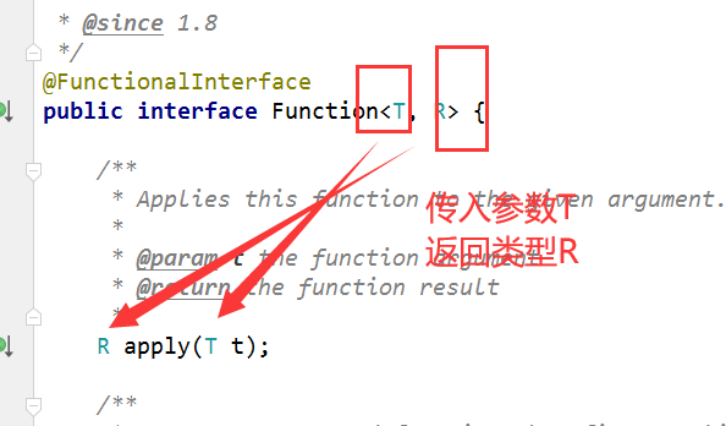 * @since 1.8
*/
@FunctionalInterface
public interface Function<T, R> {
/**
* Applies this function to the given argument.
*
* @param t the function argument
* @return the function result
*
R apply(T t);
/**
传入参数T
返回类型R